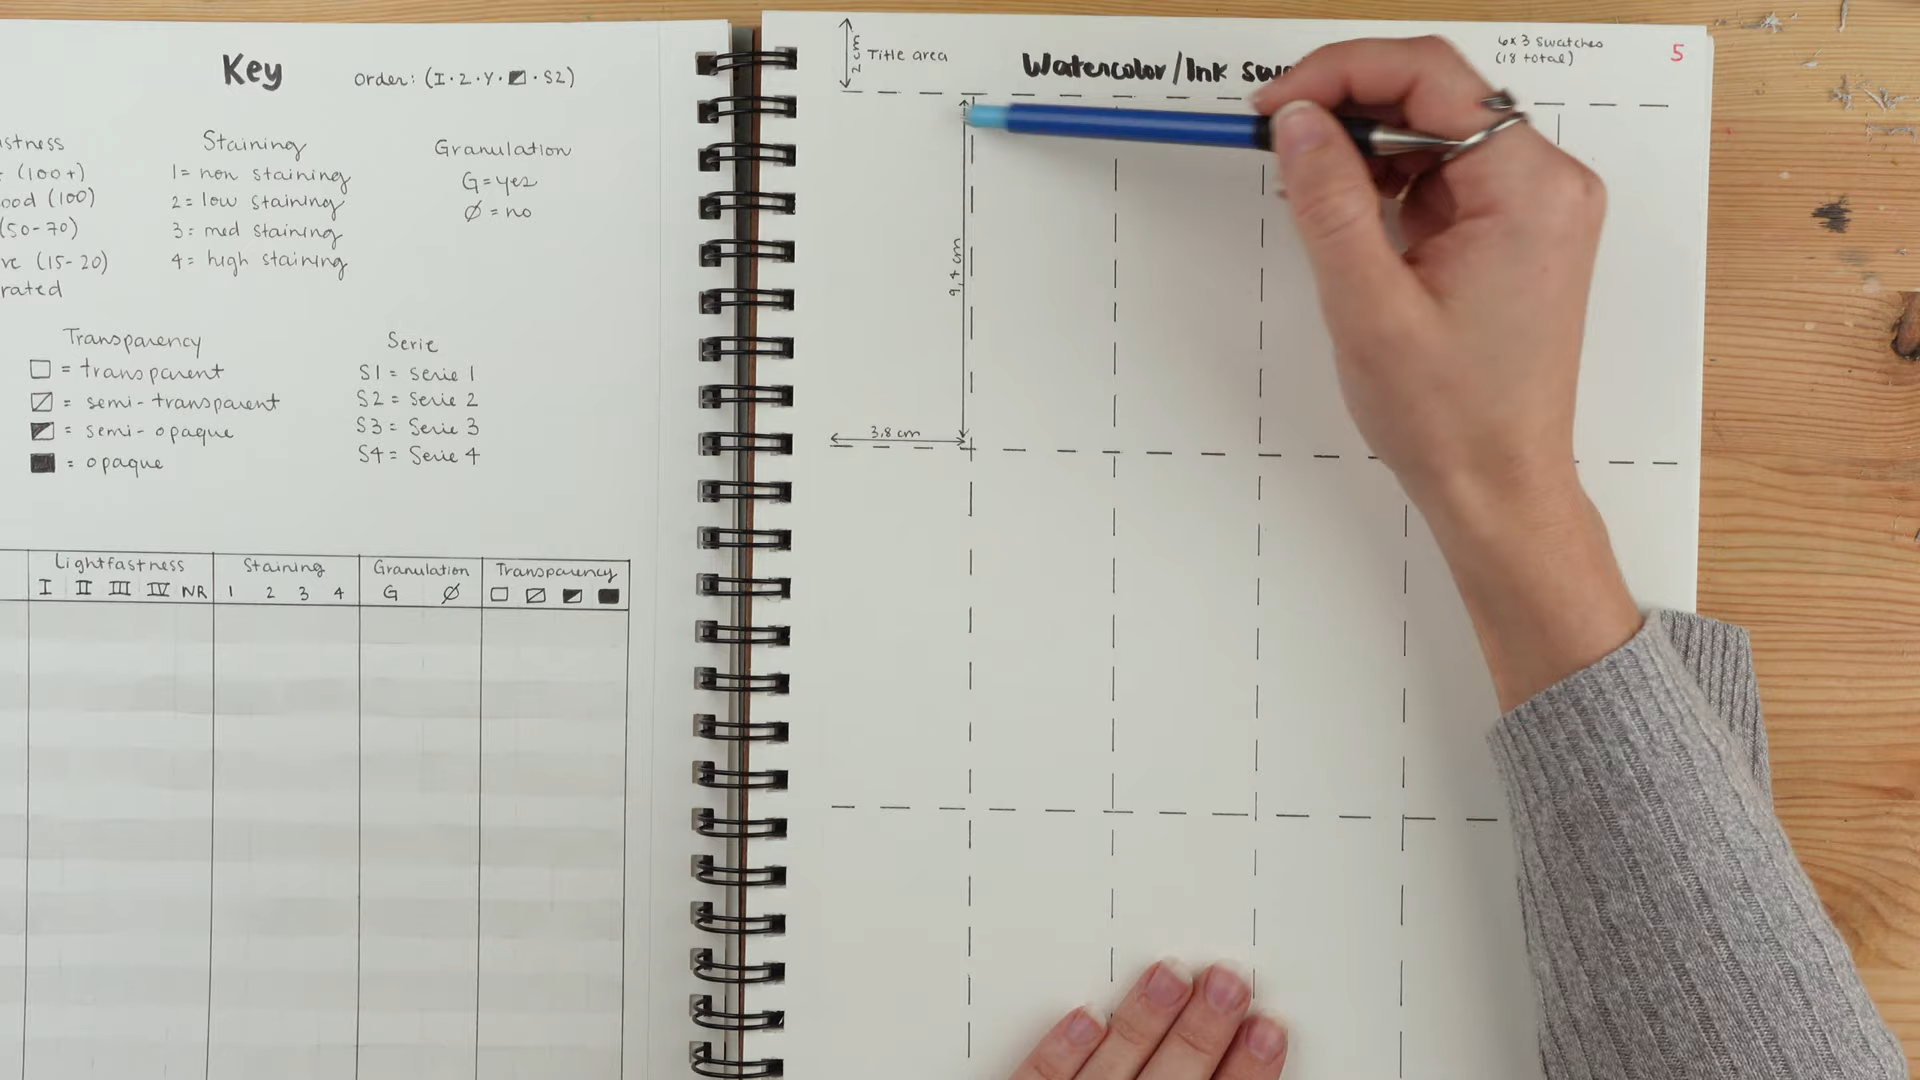 Key
Order: (I·2·Y·◩·S2)
stness
(100+)
ood (100)
(50-70)
ve (15-20)
rated
Staining
1= non staining
2= low staining
3= med staining
4= high staining
Granulation
G=yes
Ø=no
Transparency
= transparent
= semi-transparent
= semi-opaque
= opaque
Serie
S1 = Serie 1
S2 = Serie 2
S3 = Serie 3
S4 = Serie 4
Lightfastness Staining Granulation Transparency
I II III IV NR 1 2 3 4 G Ø
2 cm
Title area
Watercolor/Ink
6x3 swatches
(18 total)
5
9,4 cm
3,8 cm